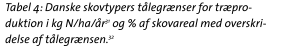 Tabel 4: Danske skovtypers tålegrænser for træpro-
duktion i kg N/ha/år³¹ og % af skovareal med overskri-
delse af tålegrænsen.³²